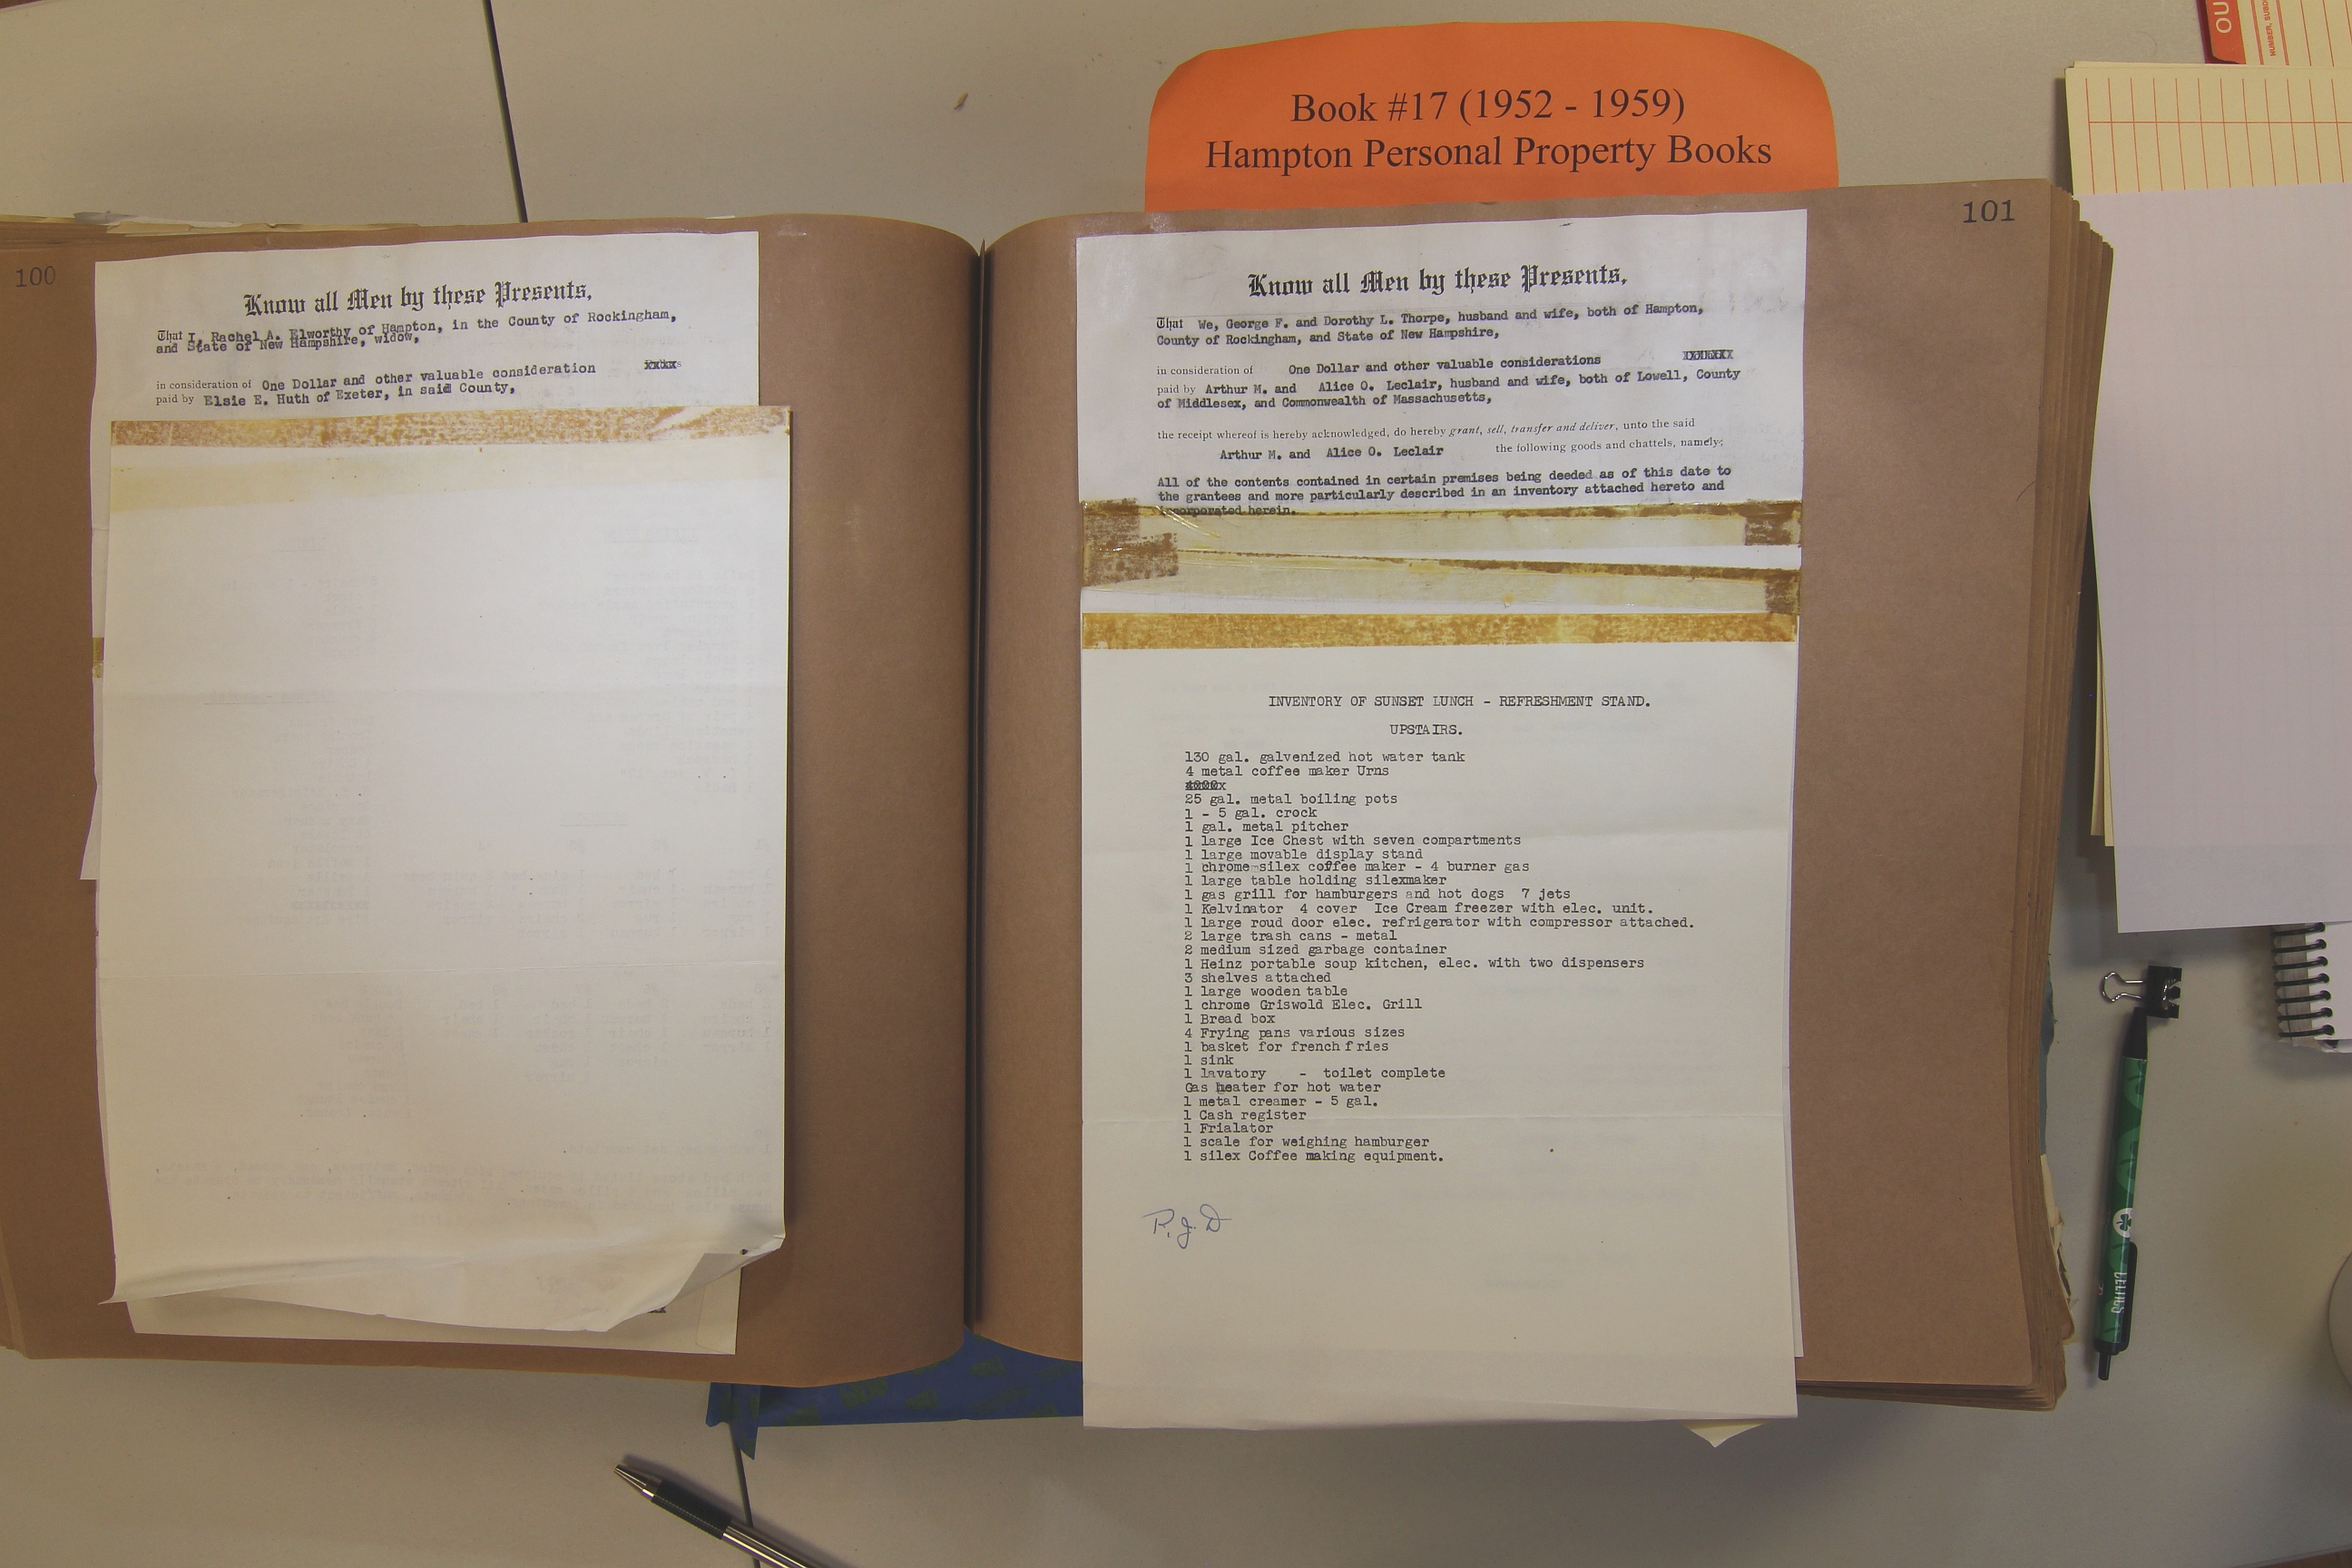 Book #17 (1952 - 1959)
Hampton Personal Property Books
100
Know all Men by these Presents,
That I, Rachel A. Elworthy of Hampton, in the County of Rockingham,
and State of New Hampshire, widow,
in consideration of One Dollar and other valuable consideration
paid by Elsie E. Huth of Exeter, in said County,
101
Know all Men by these Presents,
That We, George F. and Dorothy L. Thorpe, husband and wife, both of Hampton,
County of Rockingham, and State of New Hampshire,
in consideration of One Dollar and other valuable considerations
paid by Arthur M. and Alice O. Leclair, husband and wife, both of Lowell, County
of Middlesex, and Commonwealth of Massachusetts,
the receipt whereof is hereby acknowledged, do hereby grant, sell, transfer and deliver, unto the said
Arthur M. and Alice O. Leclair the following goods and chattels, namely:
All of the contents contained in certain premises being deeded as of this date to
the grantees and more particularly described in an inventory attached hereto and
incorporated herein.
INVENTORY OF SUNSET LUNCH - REFRESHMENT STAND.
UPSTAIRS.
130 gal. galvenized hot water tank
4 metal coffee maker Urns
25 gal. metal boiling pots
1 - 5 gal. crock
1 gal. metal pitcher
1 large Ice Chest with seven compartments
1 large movable display stand
1 chrome silex coffee maker - 4 burner gas
1 large table holding silexmaker
1 gas grill for hamburgers and hot dogs 7 jets
1 Kelvinator 4 cover Ice Cream freezer with elec. unit.
1 large roud door elec. refrigerator with compressor attached.
2 large trash cans - metal
2 medium sized garbage container
1 Heinz portable soup kitchen, elec. with two dispensers
3 shelves attached
1 large wooden table
1 chrome Griswold Elec. Grill
1 Bread box
4 Frying pans various sizes
1 basket for french fries
1 sink
1 lavatory - toilet complete
Gas heater for hot water
1 metal creamer - 5 gal.
1 Cash register
1 Frialator
1 scale for weighing hamburger
1 silex Coffee making equipment.
R.J.D
OU
NUMBER, SUBJ
CELTICS